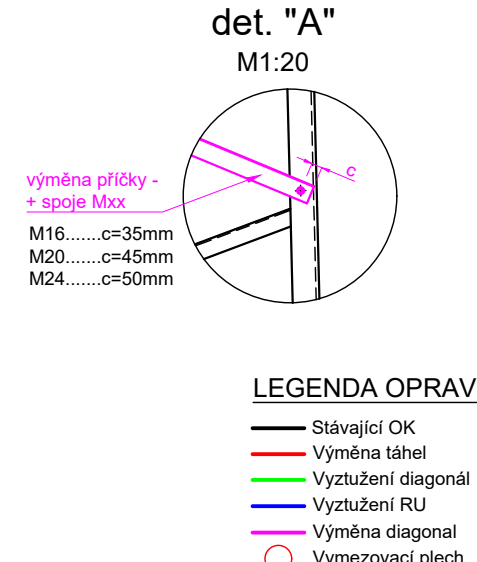 det. "A"
M1:20
c
výměna příčky -
+ spoje Mxx
M16.......c=35mm
M20.......c=45mm
M24.......c=50mm
LEGENDA OPRAV
Stávající OK
Výměna táhel
Vyztužení diagonál
Vyztužení RU
Výměna diagonal
Vymezovací plech